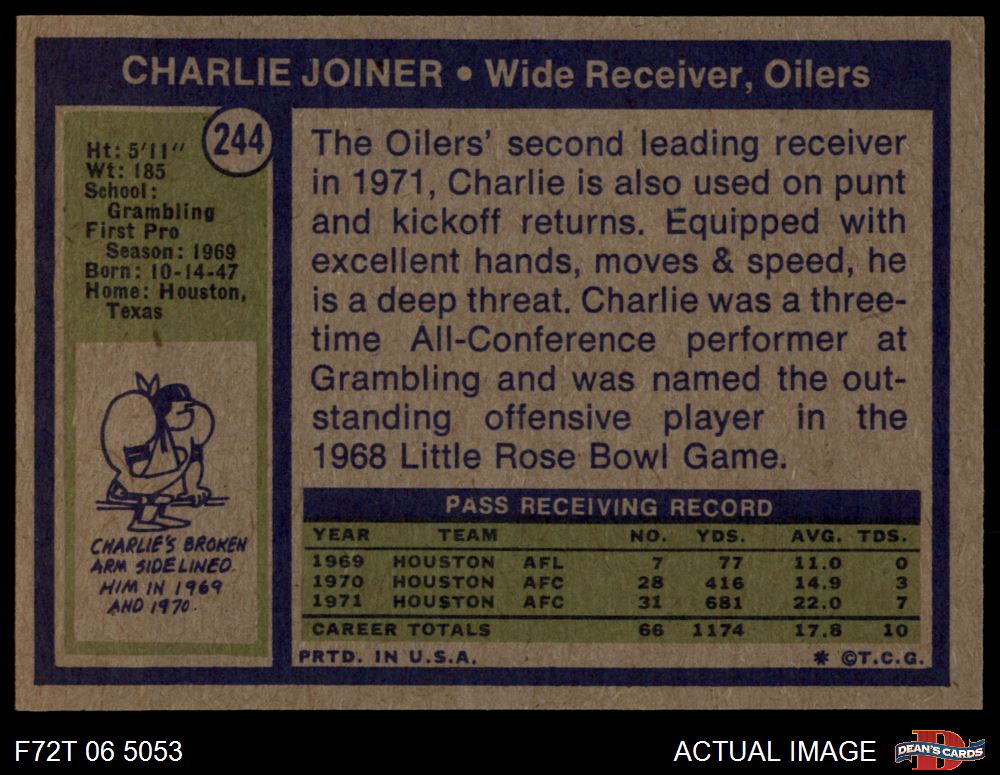 CHARLIE JOINER • Wide Receiver, Oilers
244
Ht: 5'11"
Wt: 185
School:
Grambling
First Pro
Season: 1969
Born: 10-14-47
Home: Houston,
Texas
CHARLIE'S BROKEN
ARM SIDELINED
HIM IN 1969
AND 1970.
The Oilers' second leading receiver
in 1971, Charlie is also used on punt
and kickoff returns. Equipped with
excellent hands, moves & speed, he
is a deep threat. Charlie was a three-
time All-Conference performer at
Grambling and was named the out-
standing offensive player in the
1968 Little Rose Bowl Game.
PASS RECEIVING RECORD
YEAR TEAM NO. YDS. AVG. TDS.
1969 HOUSTON AFL 7 77 11.0 0
1970 HOUSTON AFC 28 416 14.9 3
1971 HOUSTON AFC 31 681 22.0 7
CAREER TOTALS 66 1174 17.8 10
PRTD. IN U.S.A. * ©T.C.G.
F72T 06 5053 ACTUAL IMAGE D DEAN'S CARDS